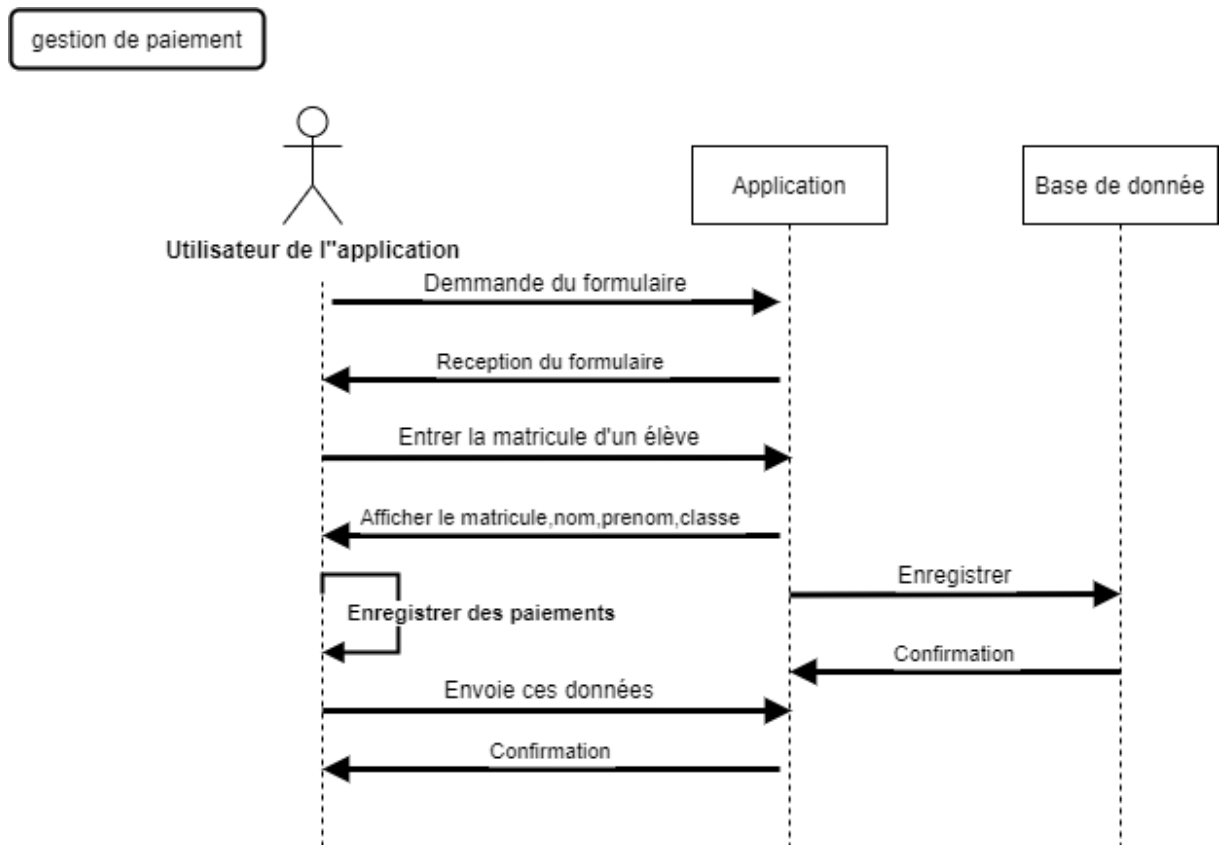 gestion de paiement
Application
Base de donnée
Utilisateur de l''application
Demmande du formulaire
Reception du formulaire
Entrer la matricule d'un élève
Afficher le matricule,nom,prenom,classe
Enregistrer
Enregistrer des paiements
Confirmation
Envoie ces données
Confirmation